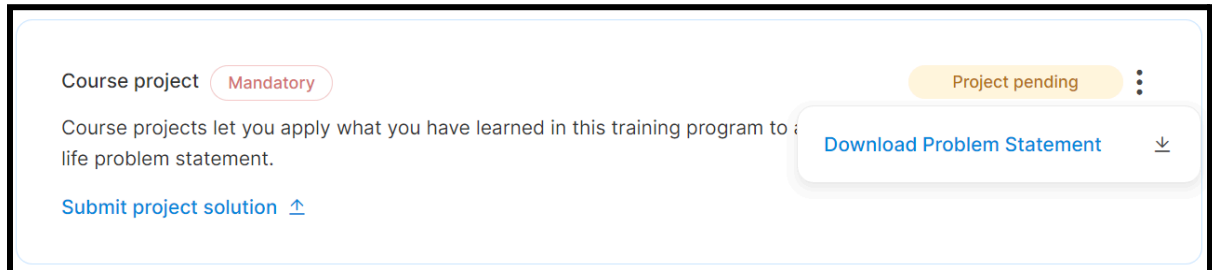 Course project Mandatory Project pending
Course projects let you apply what you have learned in this training program to
Download Problem Statement
life problem statement.
Submit project solution